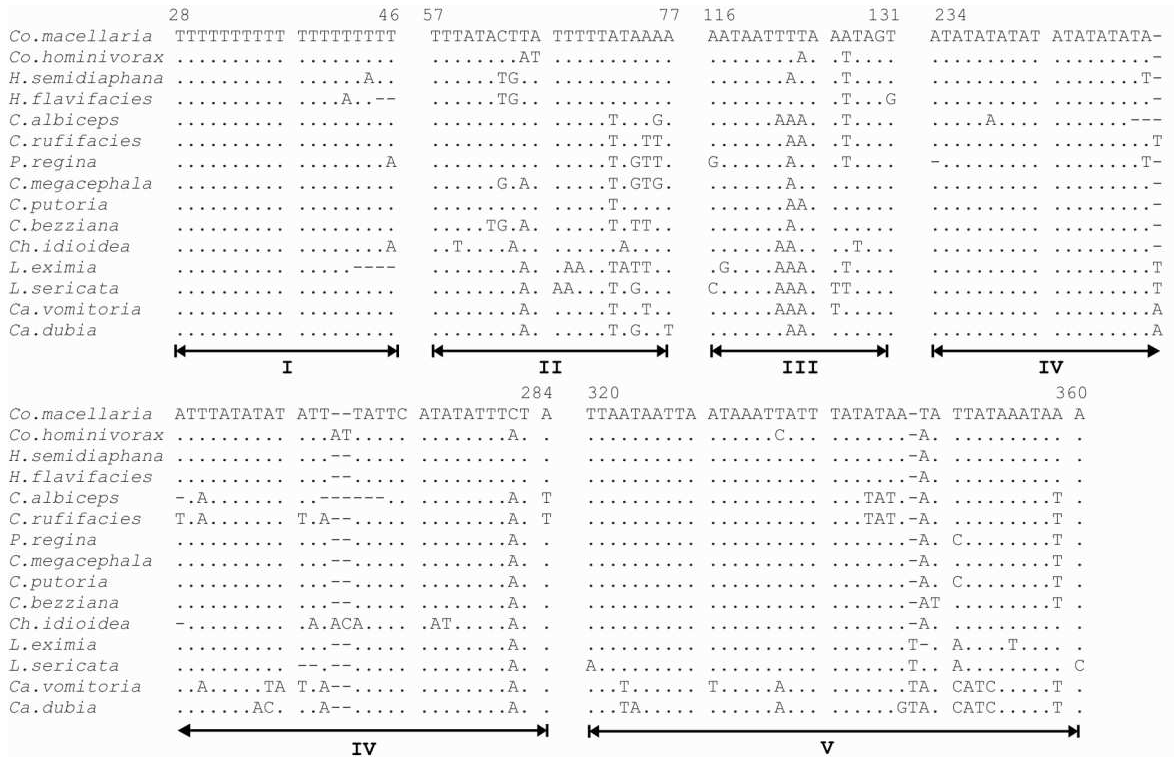 28 46 57 77 116 131 234
Co.macellaria TTTTTTTTTT TTTTTTTTT TTTATACTTA TTTTTATAAAA AATAATTTTA AATAGT ATATATATAT ATATATATA-
Co.hominivorax .......... ......... ........AT ........... ........A. .T.... .......... .........-
H.semidiaphana .......... ......A.. ......TG.. ........... .......A.. .T.... .......... ........T-
H.flavifacies .......... ....A..-- ......TG.. ........... .......... .T...G .......... .........-
C.albiceps .......... ......... .......... .....T...G. ......AAA. .T.... .....A.... .......---
C.rufifacies .......... ......... .......... .....T..TT. .......A.. .T.... .......... .........T
P.regina .......... ........A .......... .....T.GTT. G......A.. .T.... -......... ........T-
C.megacephala .......... ......... ......G.A. .....T.GTG. .......A.. ...... .......... .........-
C.putoria .......... ......... .......... .....T..... .......AA. ...... .......... .........-
C.bezziana .......... ......... .....TG.A. .....T.TT.. .......A.. ...... .......... .........-
Ch.idioidea .......... ........A ..T....A.. ......A.... ......AA.. ..T... .......... .........-
L.eximia .......... .....---- ........A. .AA..TATT.. .G....AAA. .T.... .......... .........T
L.sericata .......... ......... ........A. AA...T.G... C.....AAA. TT.... .......... .........T
Ca.vomitoria .......... ......... ........A. .....T..T.. ......AAA. T..... .......... .........A
Ca.dubia .......... ......... ........A. .....T.G..T .......AA. ...... .......... .........A
I II III IV
284 320 360
Co.macellaria ATTTATATAT ATT--TATTC ATATATTTCT A TTAATAATTA ATAAATTATT TATATAA-TA TTATAAATAA A
Co.hominivorax .......... ...AT..... ........A. . .......... ......C... .......-A. .......... .
H.semidiaphana .......... ...--..... .......... . .......... .......... .......-A. .......... .
H.flavifacies .......... ...--..... .......... . .......... .......... .......-A. .......... .
C.albiceps -.A....... ..------.. ........A. T .......... .......... ...TAT.-A. .........T .
C.rufifacies T.A....... T.A--..... ........A. T .......... .......... ...TAT.-A. .........T .
P.regina .......... ...--..... ........A. . .......... .......... .......-A. C........T .
C.megacephala .......... ...--..... ........A. . .......... .......... .......-A. .........T .
C.putoria .......... ...--..... ........A. . .......... .......... .......-A. C........T .
C.bezziana .......... ...--..... ........A. . .......... .......... .......-AT .........T .
Ch.idioidea -......... .A.ACA.... .AT.....A. . .......... .......... .......-A. .......... .
L.eximia .......... ...--..... ........A. . .......... .......... .......T-. A....T.... .
L.sericata .......... --.--..... ........A. . A......... .......... .......T.. A......... C
Ca.vomitoria ..A.....TA T.A--..... ........A. . ...T...... T.....A... .......TA. CATC.....T .
Ca.dubia .......AC. ..A--..... ........A. . ...TA..... ......A... ......GTA. CATC.....T .
IV V